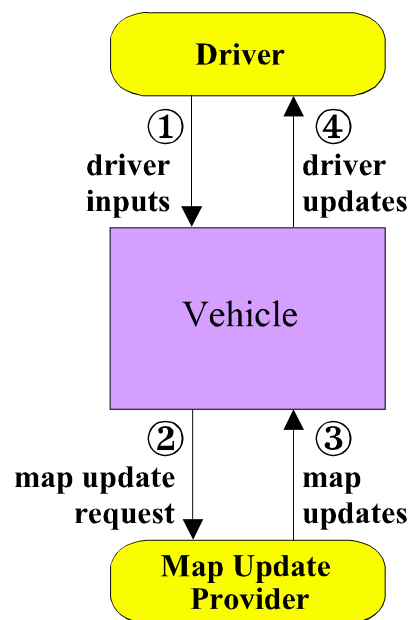 Driver
① ④
driver driver
inputs updates
Vehicle
② ③
map update map
request updates
Map Update
Provider